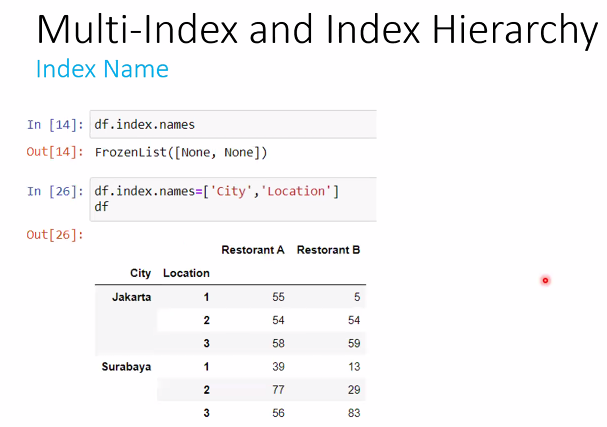 Multi-Index and Index Hierarchy
Index Name
In [14]: df.index.names
Out[14]: FrozenList([None, None])
In [26]: df.index.names=['City','Location']
df
Out[26]:
Restorant A Restorant B
City Location
Jakarta 1 55 5
2 54 54
3 58 59
Surabaya 1 39 13
2 77 29
3 56 83